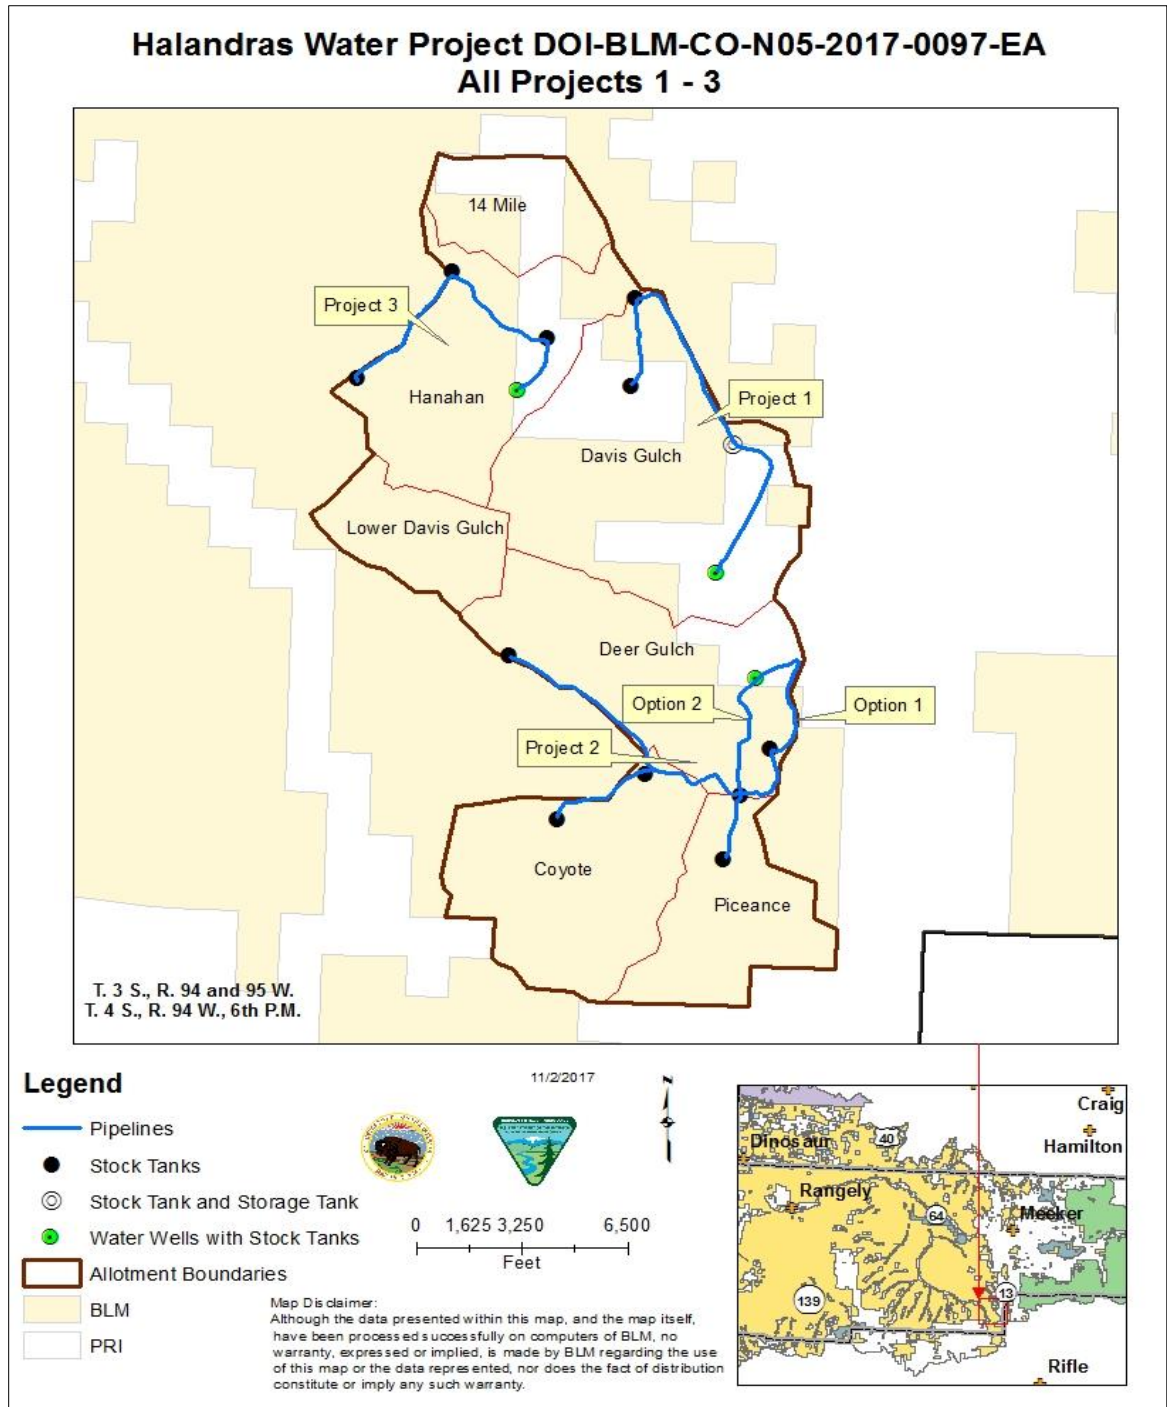 Halandras Water Project DOI-BLM-CO-N05-2017-0097-EA
All Projects 1 - 3
14 Mile
Project 3
Hanahan
Project 1
Davis Gulch
Lower Davis Gulch
Deer Gulch
Option 2
Option 1
Project 2
Coyote
Piceance
T. 3 S., R. 94 and 95 W.
T. 4 S., R. 94 W., 6th P.M.
Legend
Pipelines
Stock Tanks
Stock Tank and Storage Tank
Water Wells with Stock Tanks
Allotment Boundaries
BLM
PRI
11/2/2017
N
0 1,625 3,250 6,500
Feet
Map Disclaimer:
Although the data presented within this map, and the map itself,
have been processed successfully on computers of BLM, no
warranty, expressed or implied, is made by BLM regarding the use
of this map or the data represented, nor does the fact of distribution
constitute or imply any such warranty.
Craig
Hamilton
Dinosaur
40
Rangely
64
Meeker
139
13
Rifle